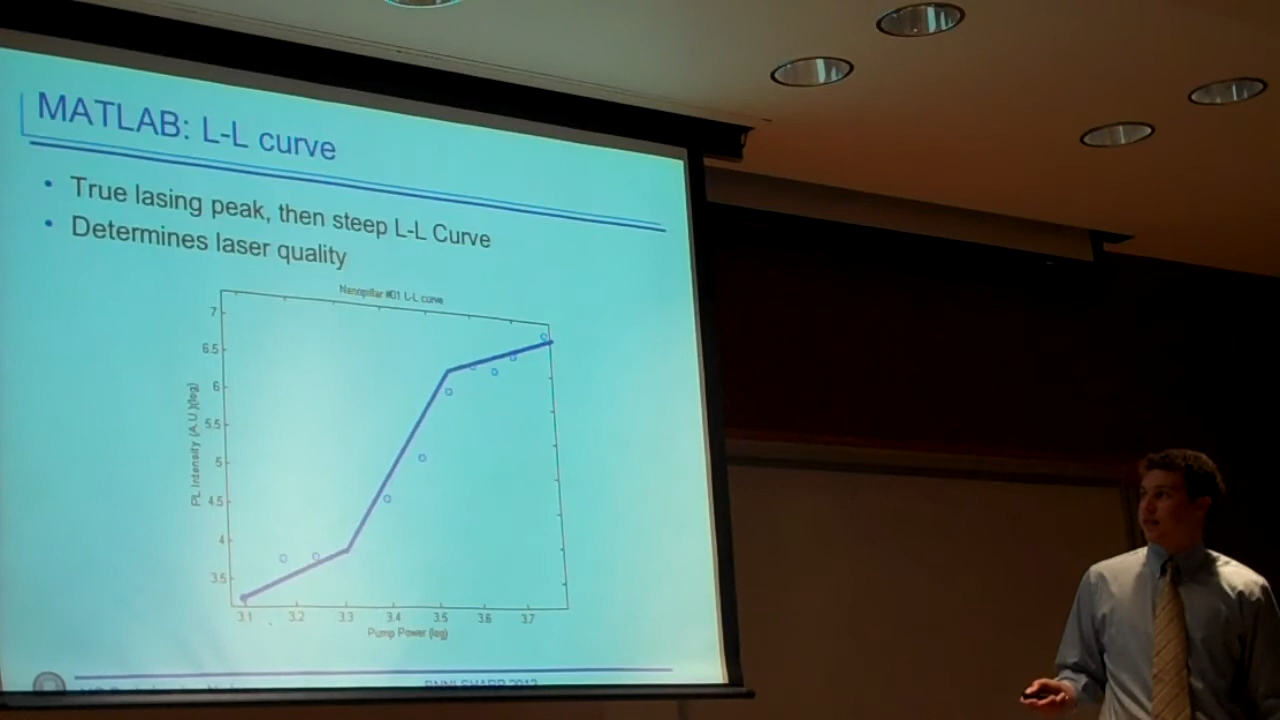 MATLAB: L-L curve
• True lasing peak, then steep L-L Curve
• Determines laser quality
Nanopillar #01 L-L curve
7
6.5
6
5.5
5
4.5
4
3.5
PL Intensity (A.U.)(log)
3.1 3.2 3.3 3.4 3.5 3.6 3.7
Pump Power (log)